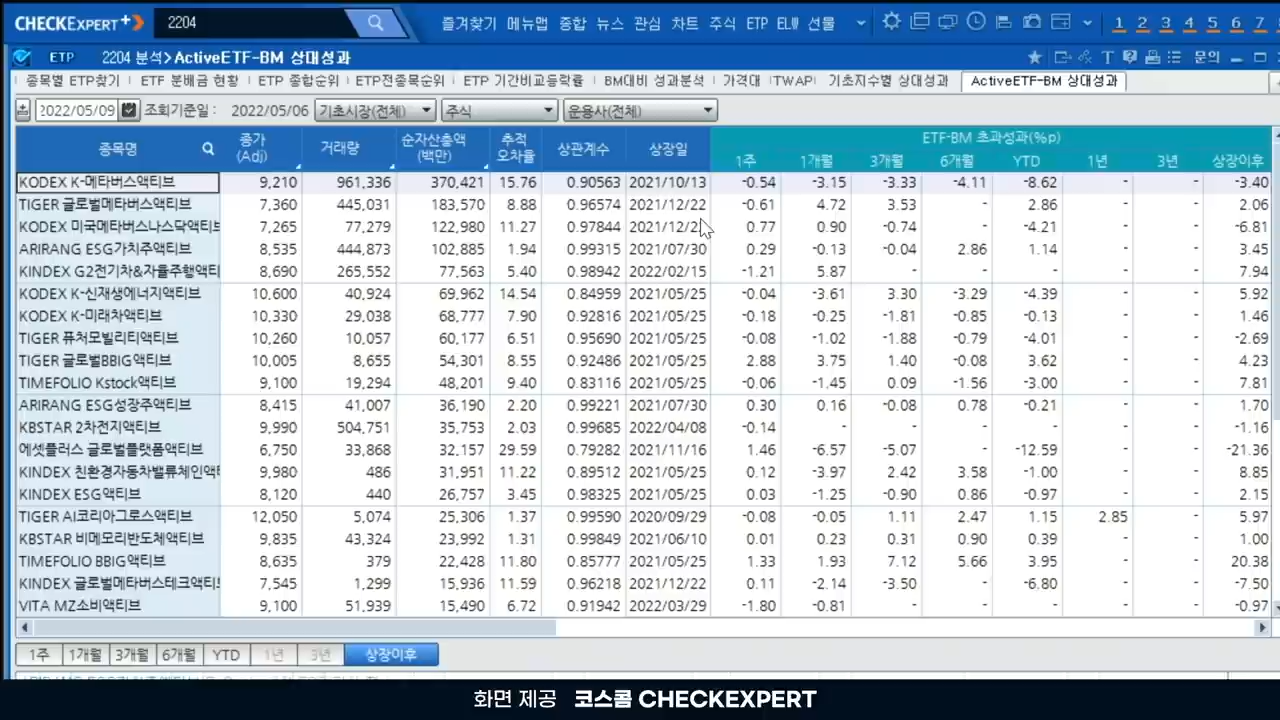 CHECKEXPERT+ 2204 즐겨찾기 메뉴맵 종합 뉴스 관심 차트 주식 ETP ELW 선물 1 2 3 4 5 6 7
ETP 2204 분석>ActiveETF-BM 상대성과 T 문의
종목별 ETP찾기 ETF 분배금 현황 ETP 종합순위 ETP전종목순위 ETP 기간비교등락률 BM대비 성과분석 가격대 (TWAP) 기초지수별 상대성과 ActiveETF-BM 상대성과
2022/05/09 조회기준일 : 2022/05/06 기초시장(전체) 주식 운용사(전체)
종목명 종가(Adj) 거래량 순자산총액(백만) 추적오차율 상관계수 상장일 ETF-BM 초과성과(%p)
1주 1개월 3개월 6개월 YTD 1년 3년 상장이후
KODEX K-메타버스액티브 9,210 961,336 370,421 15.76 0.90563 2021/10/13 -0.54 -3.15 -3.33 -4.11 -8.62 - - -3.40
TIGER 글로벌메타버스액티브 7,360 445,031 183,570 8.88 0.96574 2021/12/22 -0.61 4.72 3.53 - 2.86 - - 2.06
KODEX 미국메타버스나스닥액티브 7,265 77,279 122,980 11.27 0.97844 2021/12/22 0.77 0.90 -0.74 - -4.21 - - -6.81
ARIRANG ESG가치주액티브 8,535 444,873 102,885 1.94 0.99315 2021/07/30 0.29 -0.13 -0.04 2.86 1.14 - - 3.45
KINDEX G2전기차&자율주행액티 8,690 265,552 77,563 5.40 0.98942 2022/02/15 -1.21 5.87 - - - - - 7.94
KODEX K-신재생에너지액티브 10,600 40,924 69,962 14.54 0.84959 2021/05/25 -0.04 -3.61 3.30 -3.29 -4.39 - - 5.92
KODEX K-미래차액티브 10,330 29,038 68,777 7.90 0.92816 2021/05/25 -0.18 -0.25 -1.81 -0.85 -0.13 - - 1.46
TIGER 퓨처모빌리티액티브 10,260 10,057 60,177 6.51 0.95690 2021/05/25 -0.08 -1.02 -1.88 -0.79 -4.01 - - -2.69
TIGER 글로벌BBIG액티브 10,005 8,655 54,301 8.55 0.92486 2021/05/25 2.88 3.75 1.40 -0.08 3.62 - - 4.23
TIMEFOLIO Kstock액티브 9,100 19,294 48,201 9.40 0.83116 2021/05/25 -0.06 -1.45 0.09 -1.56 -3.00 - - 7.81
ARIRANG ESG성장주액티브 8,415 41,007 36,190 2.20 0.99221 2021/07/30 0.30 0.16 -0.08 0.78 -0.21 - - 1.70
KBSTAR 2차전지액티브 9,990 504,751 35,753 2.03 0.99685 2022/04/08 -0.14 - - - - - - -1.16
에셋플러스 글로벌플랫폼액티브 6,750 33,868 32,157 29.59 0.79282 2021/11/16 1.46 -6.57 -5.07 - -12.59 - - -21.36
KINDEX 친환경자동차밸류체인액티 9,980 486 31,951 11.22 0.89512 2021/05/25 0.12 -3.97 2.42 3.58 -1.00 - - 8.85
KINDEX ESG액티브 8,120 440 26,757 3.45 0.98325 2021/05/25 0.03 -1.25 -0.90 0.86 -0.97 - - 2.15
TIGER AI코리아그로스액티브 12,050 5,074 25,306 1.37 0.99590 2020/09/29 -0.08 -0.05 1.11 2.47 1.15 2.85 - 5.97
KBSTAR 비메모리반도체액티브 9,835 43,324 23,992 1.31 0.99849 2021/06/10 0.01 0.23 0.31 0.90 0.39 - - 1.00
TIMEFOLIO BBIG액티브 8,635 379 22,428 11.80 0.85777 2021/05/25 1.33 1.93 7.12 5.66 3.95 - - 20.38
KINDEX 글로벌메타버스테크액티브 7,545 1,299 15,936 11.59 0.96218 2021/12/22 0.11 -2.14 -3.50 - -6.80 - - -7.50
VITA MZ소비액티브 9,100 51,939 15,490 6.72 0.91942 2022/03/29 -1.80 -0.81 - - - - - -0.97
1주 1개월 3개월 6개월 YTD 1년 3년 상장이후
화면 제공 코스콤 CHECKEXPERT